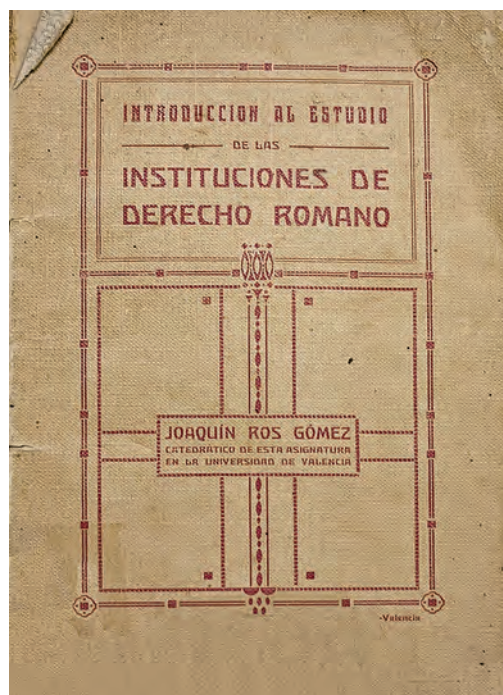 INTRODUCCION AL ESTUDIO
DE LAS
INSTITUCIONES DE
DERECHO ROMANO
JOAQUÍN ROS GÓMEZ
CATEDRÁTICO DE ESTA ASIGNATURA
EN LA UNIVERSIDAD DE VALENCIA
-Valencia